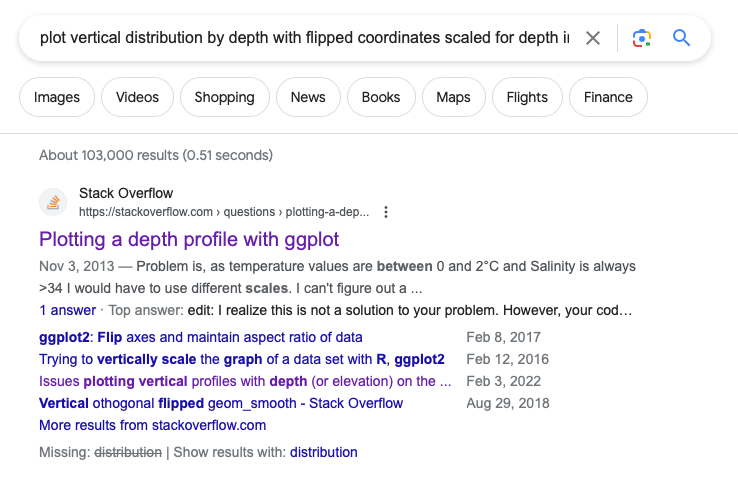 plot vertical distribution by depth with flipped coordinates scaled for depth i
Images Videos Shopping News Books Maps Flights Finance
About 103,000 results (0.51 seconds)
Stack Overflow
https://stackoverflow.com › questions › plotting-a-dep...
Plotting a depth profile with ggplot
Nov 3, 2013 — Problem is, as temperature values are between 0 and 2°C and Salinity is always
>34 I would have to use different scales. I can't figure out a ...
1 answer · Top answer: edit: I realize this is not a solution to your problem. However, your cod…
ggplot2: Flip axes and maintain aspect ratio of data Feb 8, 2017
Trying to vertically scale the graph of a data set with R, ggplot2 Feb 12, 2016
Issues plotting vertical profiles with depth (or elevation) on the ... Feb 3, 2022
Vertical othogonal flipped geom_smooth - Stack Overflow Aug 29, 2018
More results from stackoverflow.com
Missing: distribution | Show results with: distribution